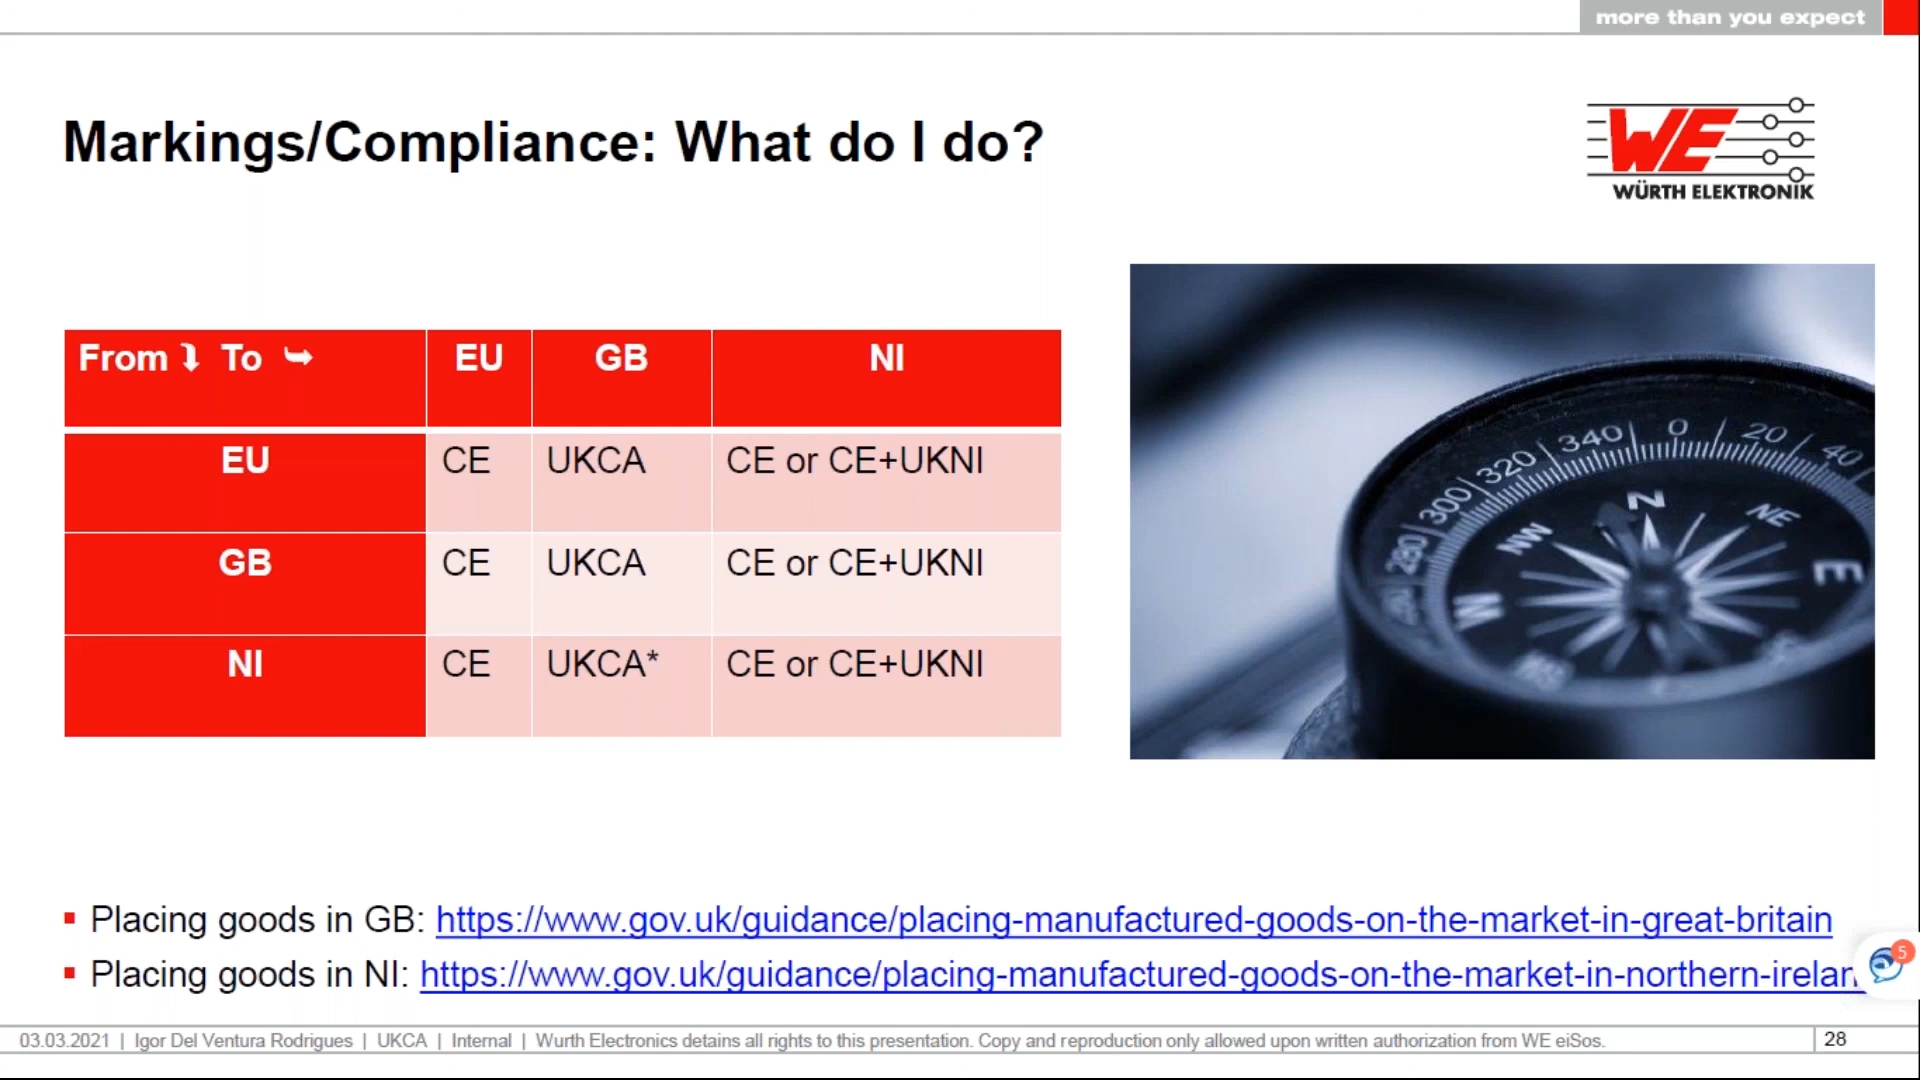 more than you expect
Markings/Compliance: What do I do?
WE
WÜRTH ELEKTRONIK
From ⤵ To ➥ EU GB NI
EU CE UKCA CE or CE+UKNI
GB CE UKCA CE or CE+UKNI
NI CE UKCA* CE or CE+UKNI
300 320 340 0 20 40
NW N NE
E
▪ Placing goods in GB: https://www.gov.uk/guidance/placing-manufactured-goods-on-the-market-in-great-britain
▪ Placing goods in NI: https://www.gov.uk/guidance/placing-manufactured-goods-on-the-market-in-northern-irelan
5
03.03.2021 | Igor Del Ventura Rodrigues | UKCA | Internal | Wurth Electronics detains all rights to this presentation. Copy and reproduction only allowed upon written authorization from WE eiSos. 28